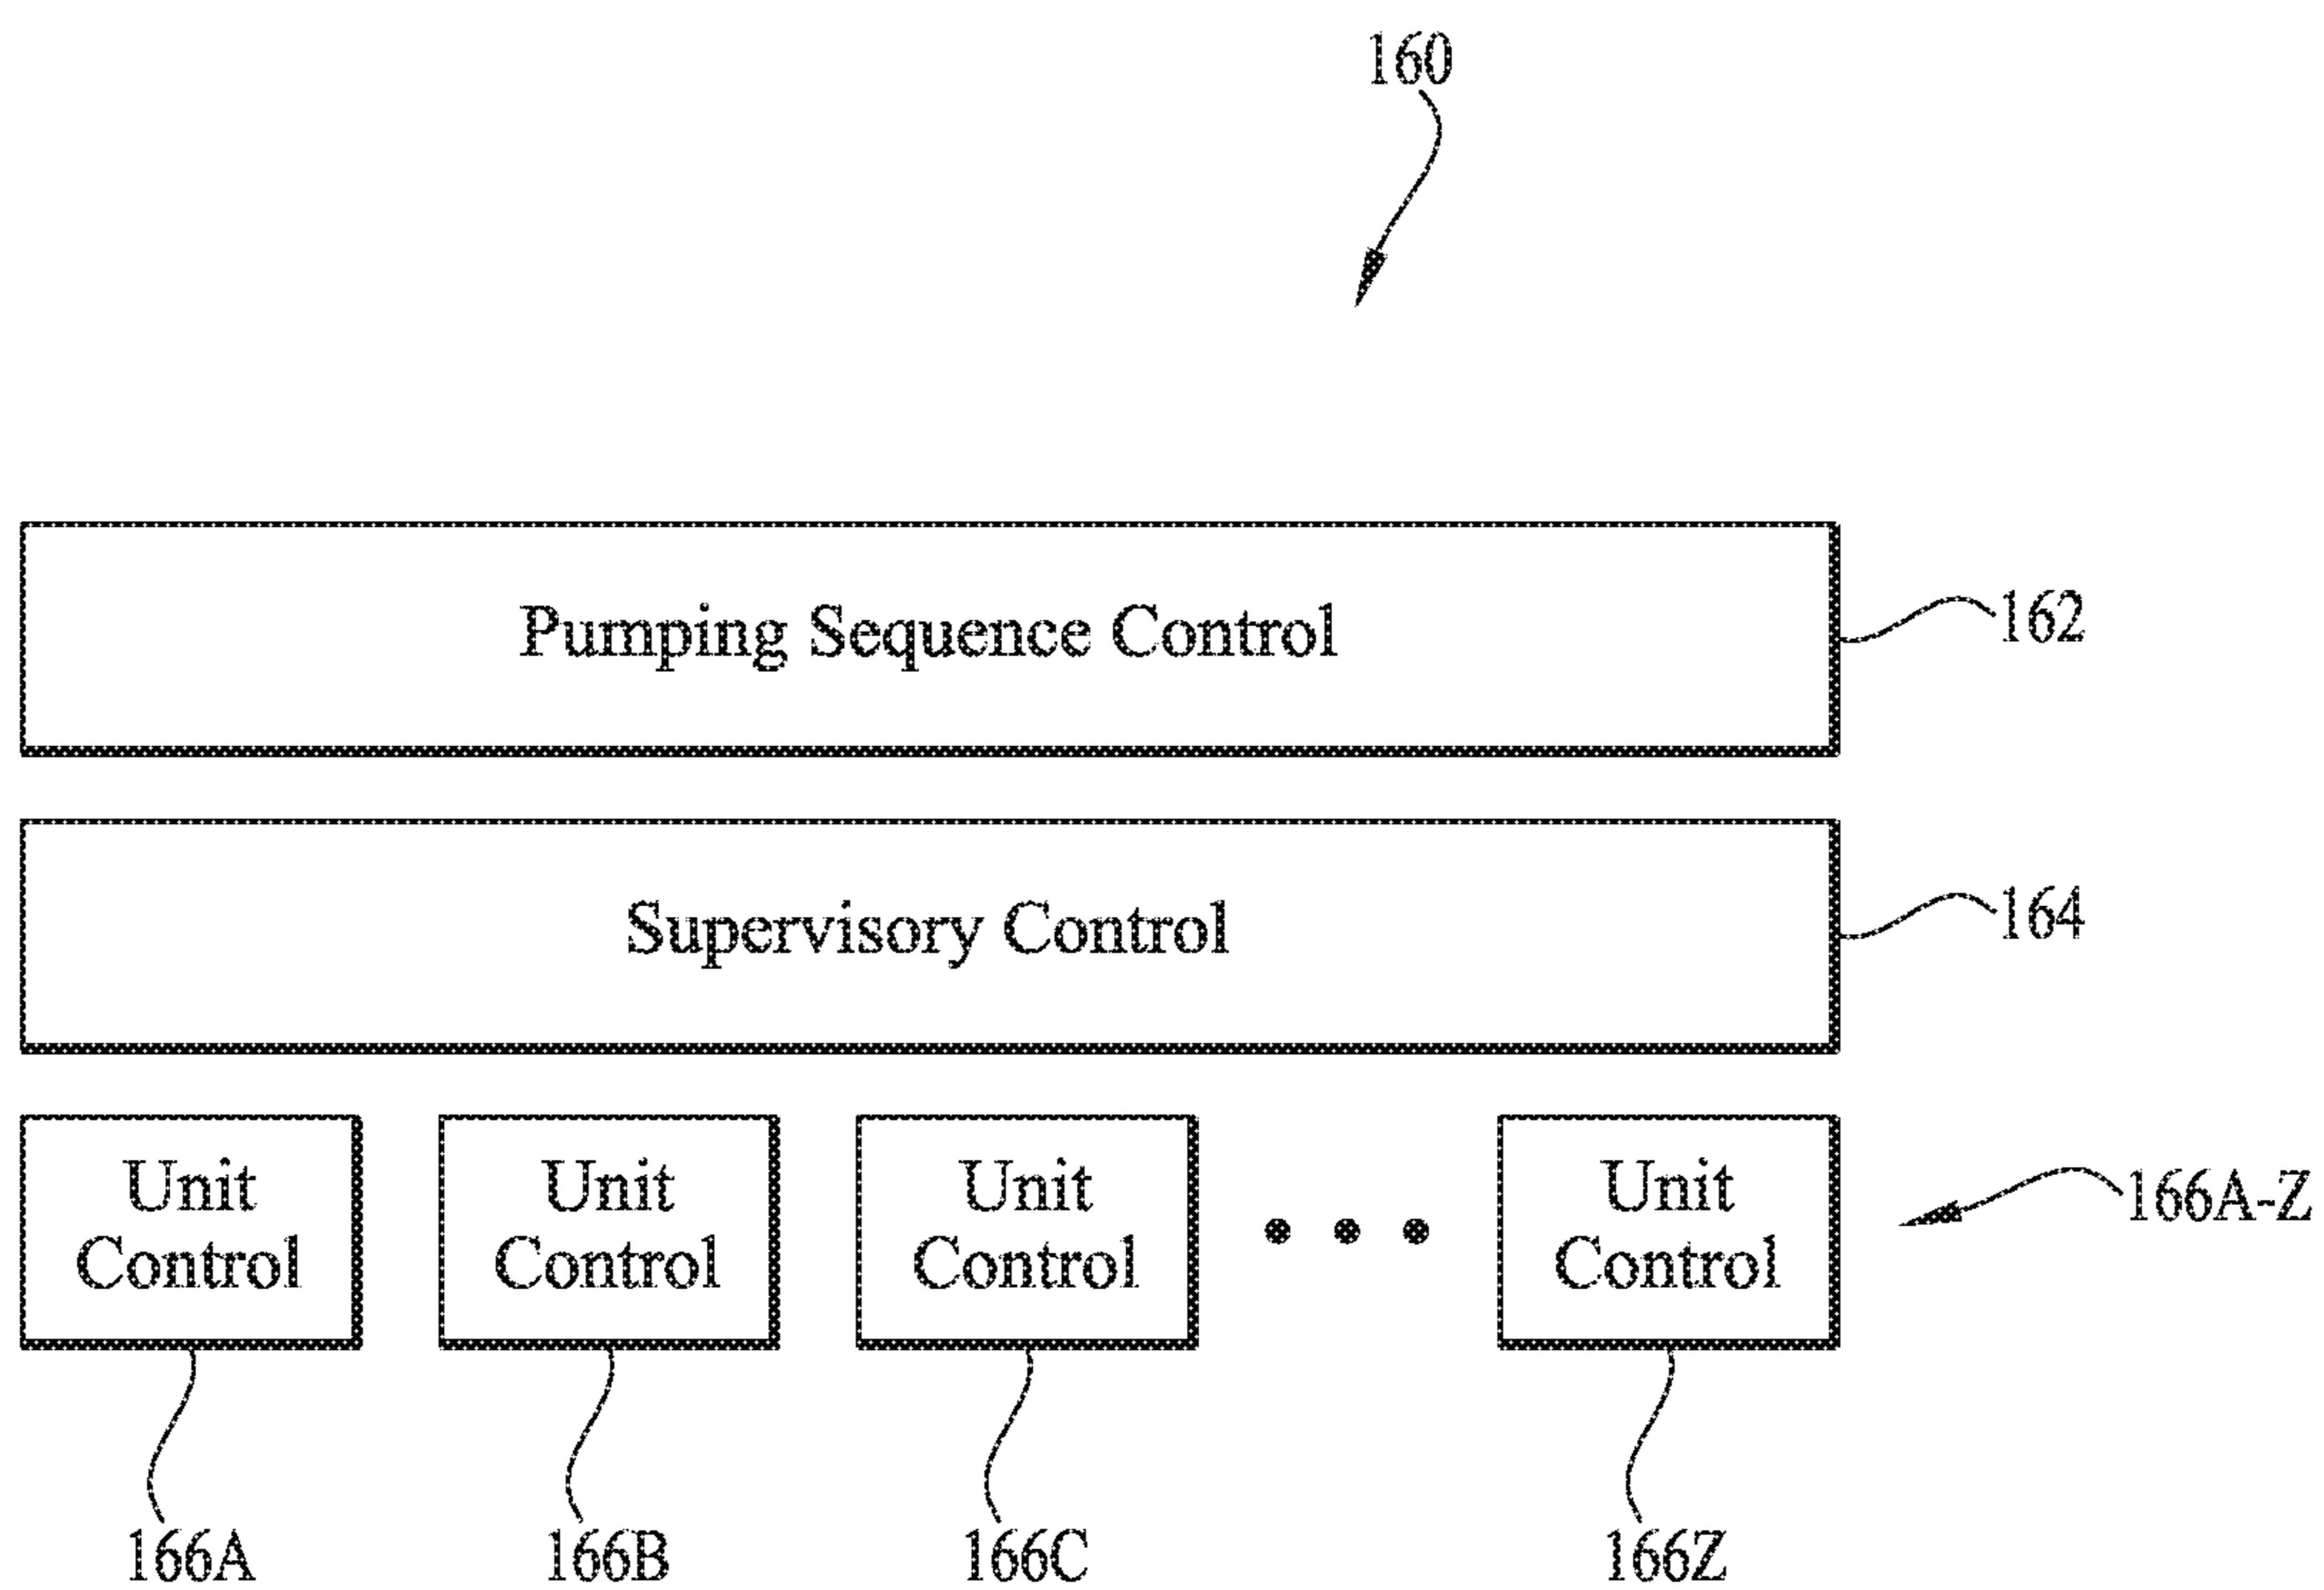 160
Pumping Sequence Control
162
Supervisory Control
164
Unit
Control
Unit
Control
Unit
Control
Unit
Control
166A-Z
166A
166B
166C
166Z